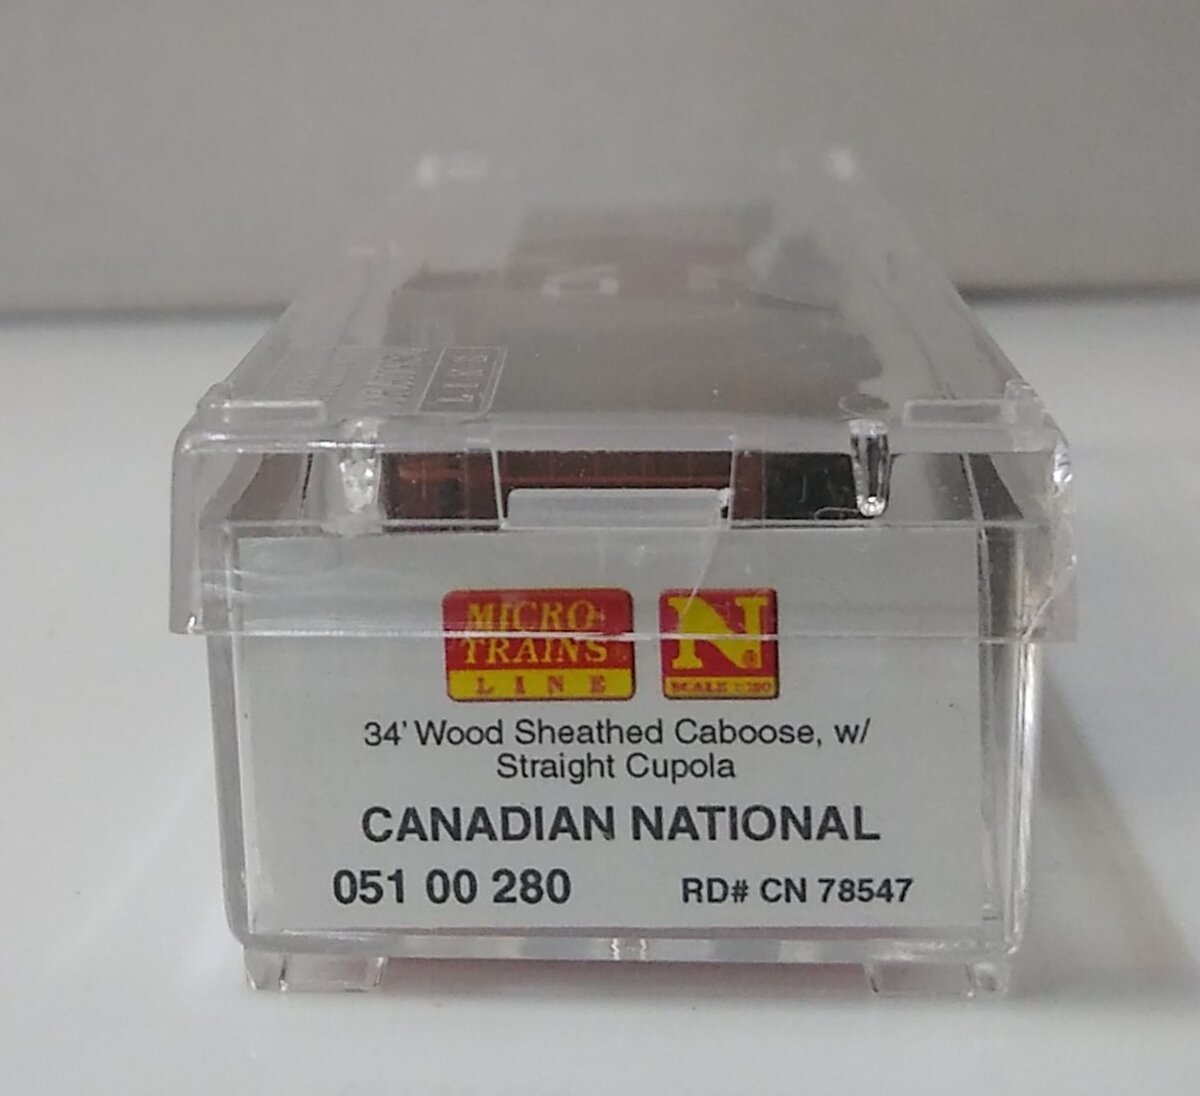 MICRO-
TRAINS
LINE
N®
SCALE 1:160
34' Wood Sheathed Caboose, w/
Straight Cupola
CANADIAN NATIONAL
051 00 280 RD# CN 78547